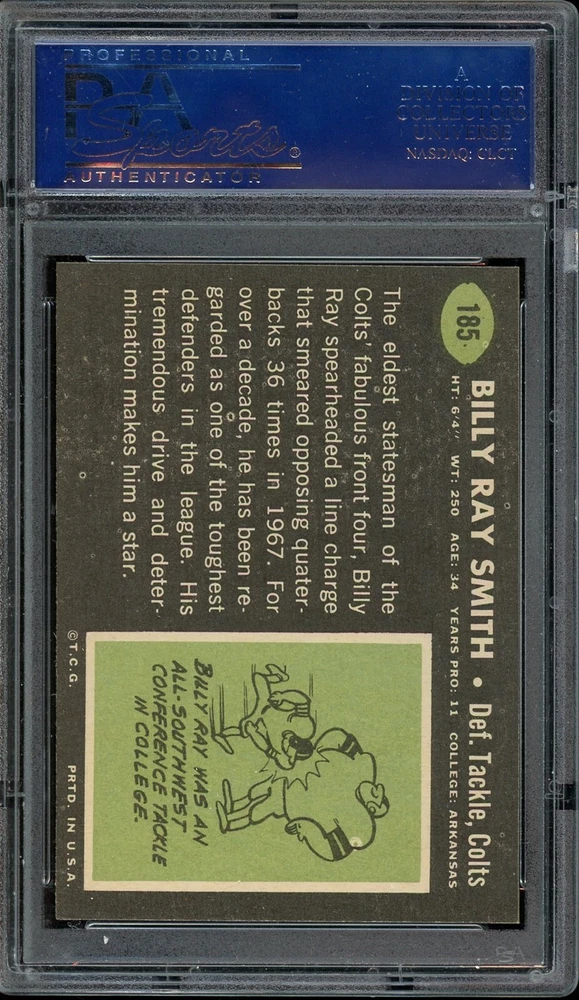 PROFESSIONAL
PSA
Sports®
AUTHENTICATOR
A
DIVISION OF
COLLECTORS
UNIVERSE
NASDAQ: CLCT
185
BILLY RAY SMITH • Def. Tackle, Colts
HT: 6'4" WT: 250 AGE: 34 YEARS PRO: 11 COLLEGE: ARKANSAS
The eldest statesman of the
Colts' fabulous front four, Billy
Ray spearheaded a line charge
that smeared opposing quater-
backs 36 times in 1967. For
over a decade, he has been re-
garded as one of the toughest
defenders in the league. His
tremendous drive and deter-
mination makes him a star.
BILLY RAY WAS AN
ALL-SOUTHWEST
CONFERENCE TACKLE
IN COLLEGE.
© T.C.G. PRTD. IN U.S.A.